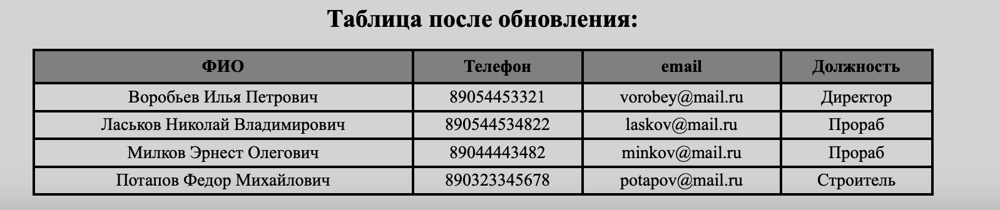 Таблица после обновления:
ФИО Телефон email Должность
Воробьев Илья Петрович 89054453321 vorobey@mail.ru Директор
Ласьков Николай Владимирович 890544534822 laskov@mail.ru Прораб
Милков Эрнест Олегович 89044443482 minkov@mail.ru Прораб
Потапов Федор Михайлович 890323345678 potapov@mail.ru Строитель